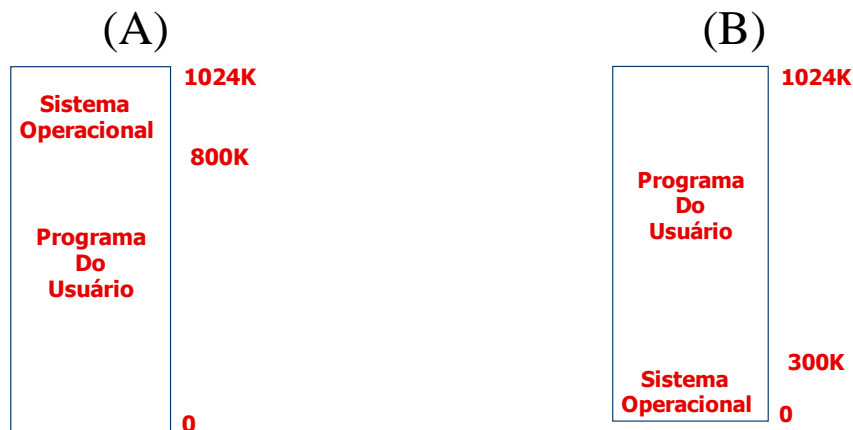 (A)
1024K
Sistema
Operacional
800K
Programa
Do
Usuário
0
(B)
1024K
Programa
Do
Usuário
300K
Sistema
Operacional
0